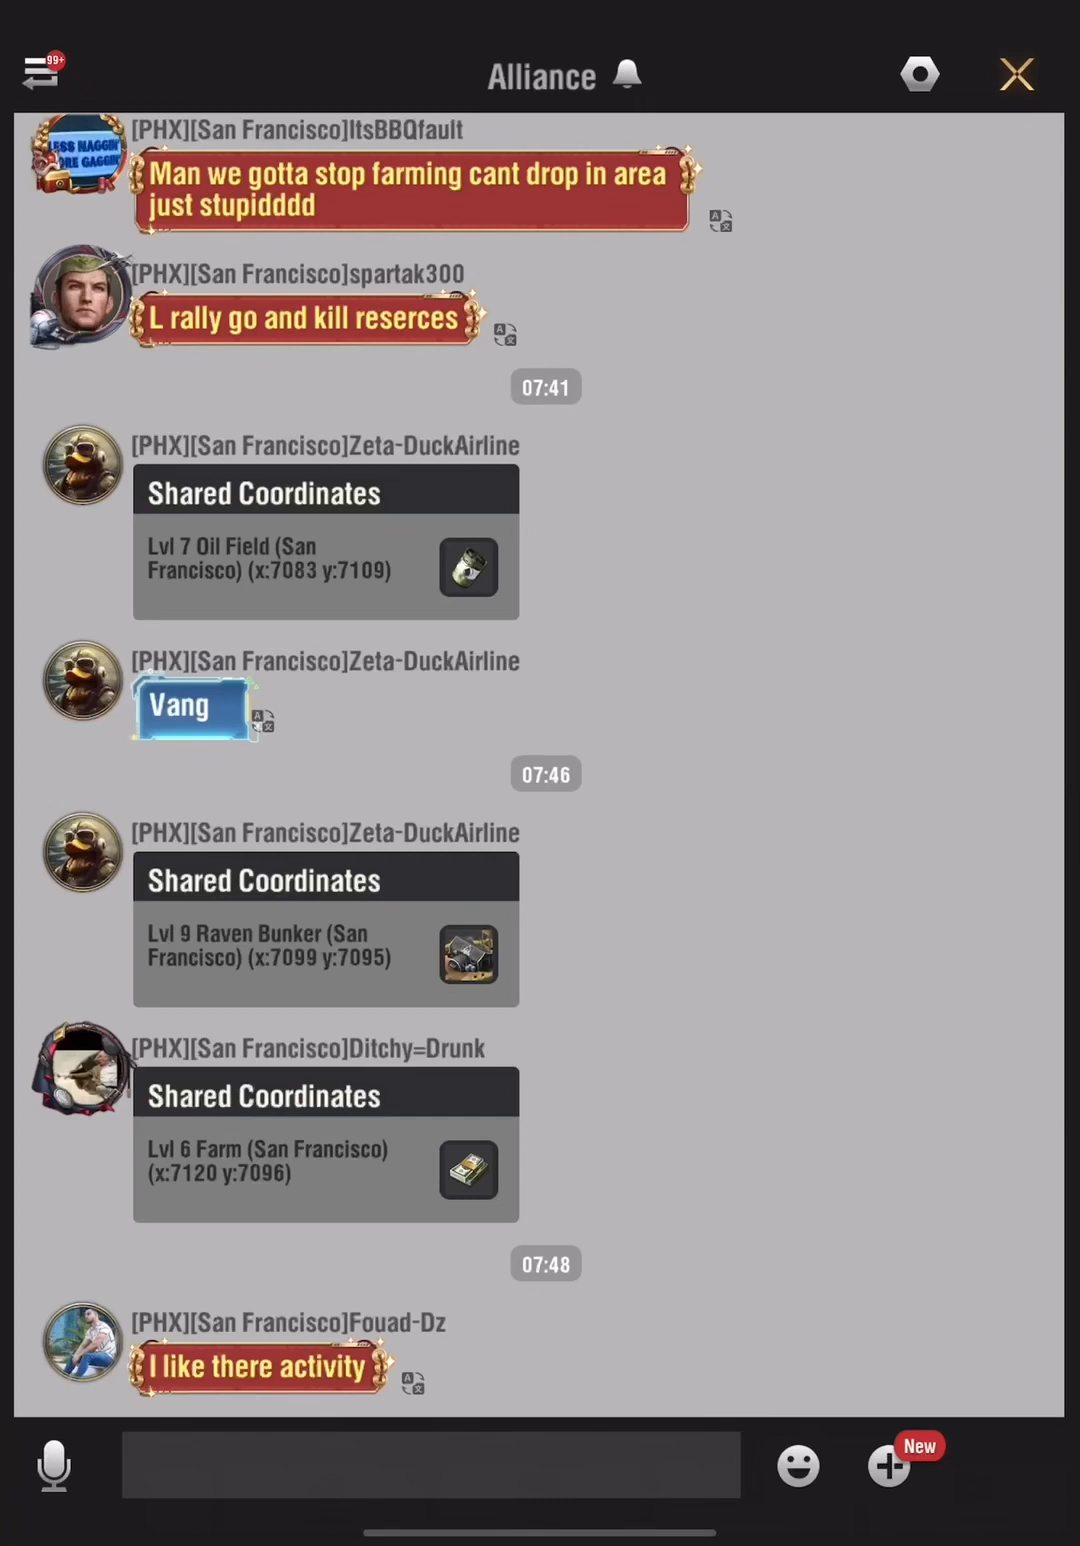 99+
Alliance
[PHX][San Francisco]ItsBBQfault
Man we gotta stop farming cant drop in area
just stupidddd
[PHX][San Francisco]spartak300
L rally go and kill reserces
07:41
[PHX][San Francisco]Zeta-DuckAirline
Shared Coordinates
Lvl 7 Oil Field (San
Francisco) (x:7083 y:7109)
[PHX][San Francisco]Zeta-DuckAirline
Vang
07:46
[PHX][San Francisco]Zeta-DuckAirline
Shared Coordinates
Lvl 9 Raven Bunker (San
Francisco) (x:7099 y:7095)
[PHX][San Francisco]Ditchy=Drunk
Shared Coordinates
Lvl 6 Farm (San Francisco)
(x:7120 y:7096)
07:48
[PHX][San Francisco]Fouad-Dz
I like there activity
New